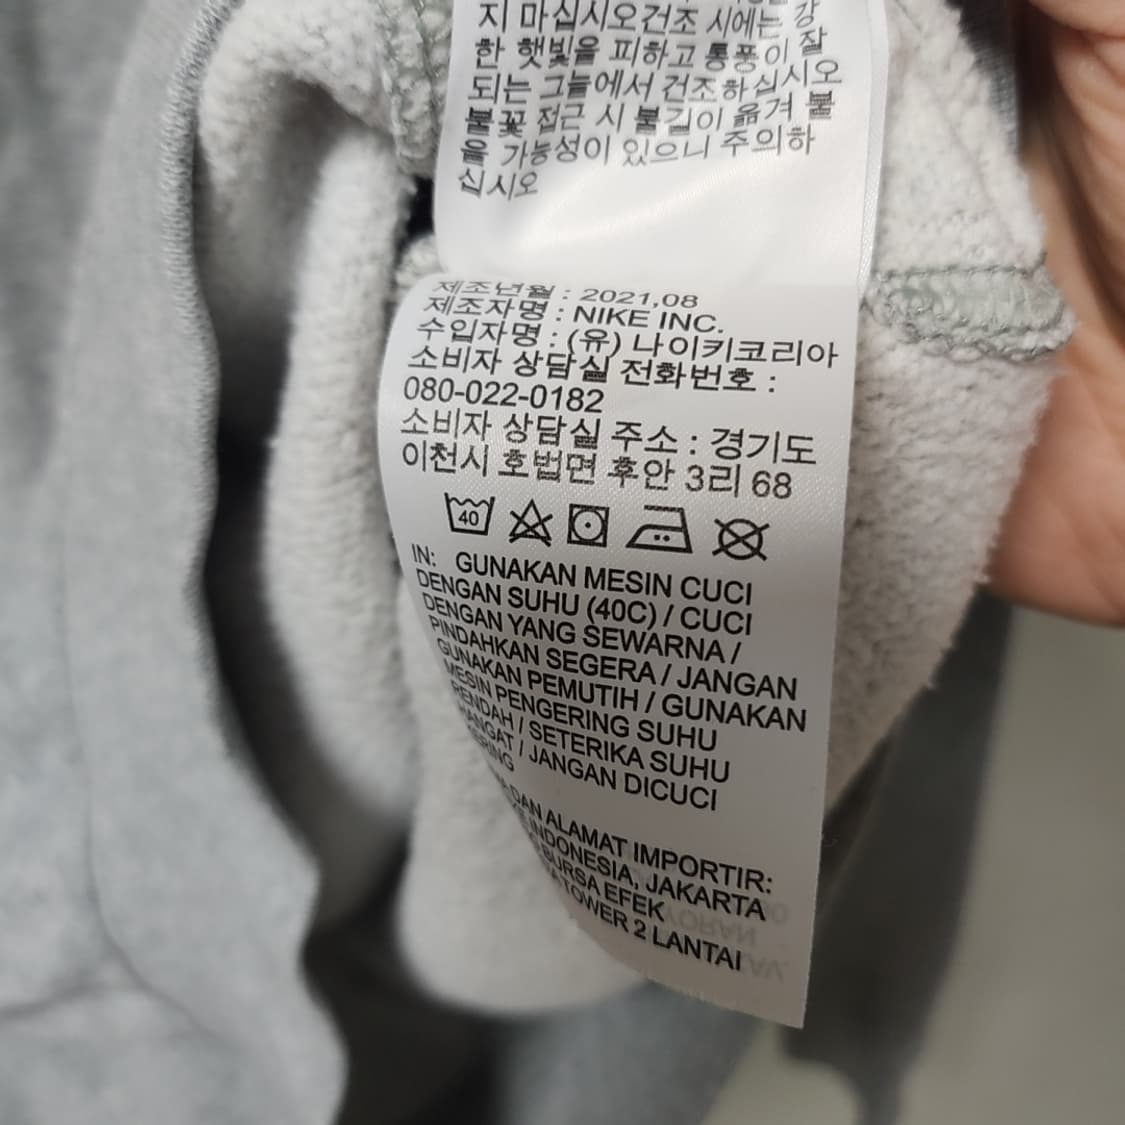 지 마십시오건조 시에는 강
한 햇빛을 피하고 통풍이 잘
되는 그늘에서 건조하십시오
불꽃 접근 시 불길이 옮겨 붙
을 가능성이 있으니 주의하
십시오
제조년월 : 2021,08
제조자명 : NIKE INC.
수입자명 : (유) 나이키코리아
소비자 상담실 전화번호 :
080-022-0182
소비자 상담실 주소 : 경기도
이천시 호법면 후안 3리 68
40
IN: GUNAKAN MESIN CUCI
DENGAN SUHU (40C) / CUCI
DENGAN YANG SEWARNA /
PINDAHKAN SEGERA / JANGAN
GUNAKAN PEMUTIH / GUNAKAN
MESIN PENGERING SUHU
RENDAH / SETERIKA SUHU
HANGAT / JANGAN DICUCI
KERING
DAN ALAMAT IMPORTIR:
INDONESIA, JAKARTA
BURSA EFEK
TOWER 2 LANTAI